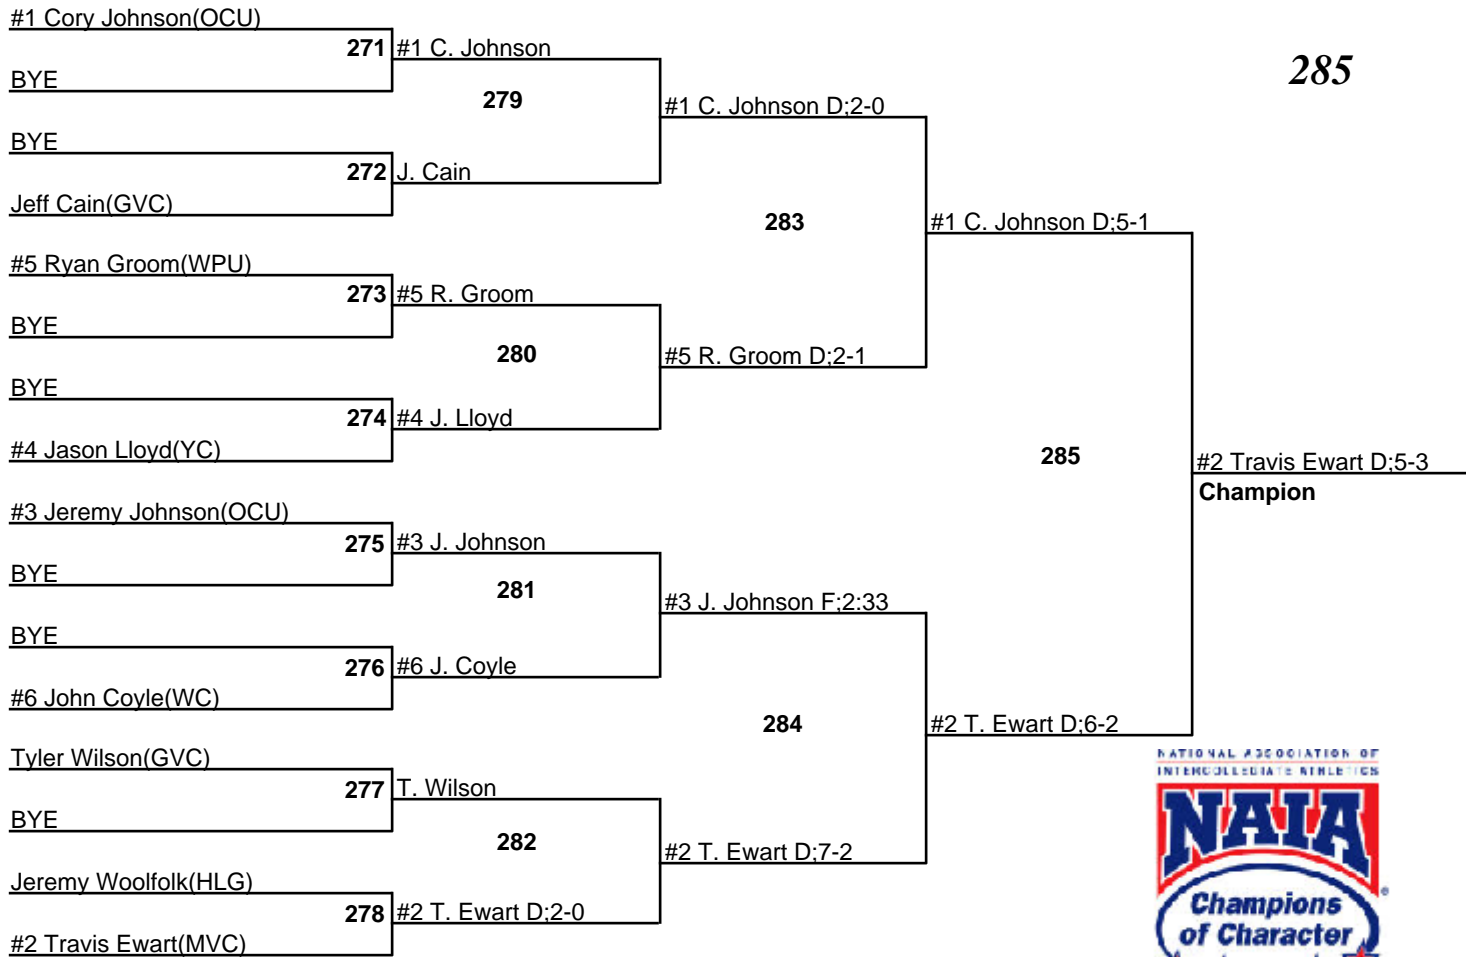 #1 Cory Johnson(OCU)
271 #1 C. Johnson
285
BYE
279
#1 C. Johnson D;2-0
BYE
272 J. Cain
Jeff Cain(GVC)
283
#1 C. Johnson D;5-1
#5 Ryan Groom(WPU)
273 #5 R. Groom
BYE
280
#5 R. Groom D;2-1
BYE
274 #4 J. Lloyd
#4 Jason Lloyd(YC)
285
#2 Travis Ewart D;5-3
Champion
#3 Jeremy Johnson(OCU)
275 #3 J. Johnson
BYE
281
#3 J. Johnson F;2:33
BYE
276 #6 J. Coyle
#6 John Coyle(WC)
284
#2 T. Ewart D;6-2
Tyler Wilson(GVC)
277 T. Wilson
BYE
282
#2 T. Ewart D;7-2
Jeremy Woolfolk(HLG)
278 #2 T. Ewart D;2-0
#2 Travis Ewart(MVC)
NATIONAL ASSOCIATION OF
INTERCOLLEGIATE ATHLETICS
NAIA
®
Champions
of Character